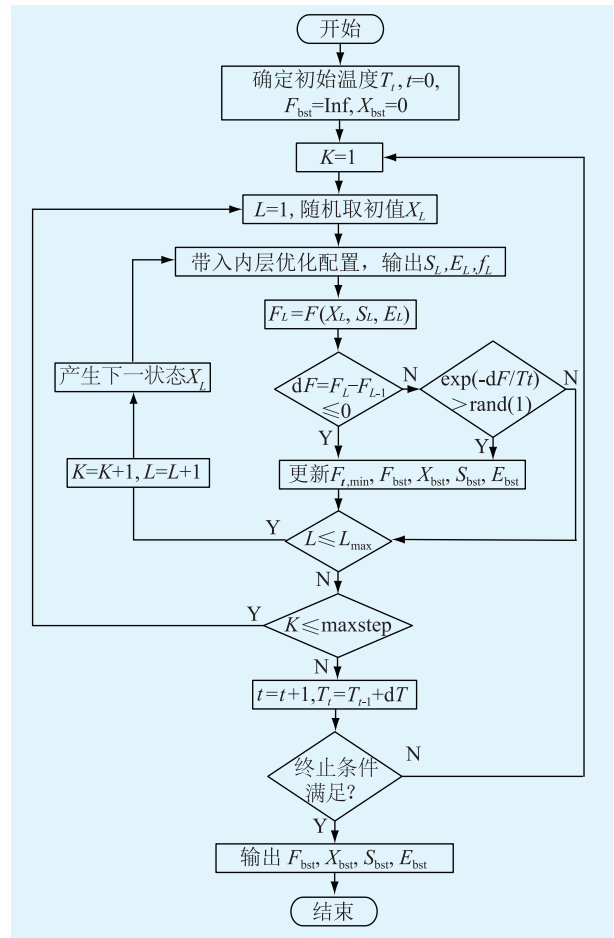 开始
确定初始温度Tₜ, t=0,
F_bst=Inf, X_bst=0
K=1
L=1, 随机取初值X_L
带入内层优化配置，输出S_L,E_L,f_L
F_L=F(X_L, S_L, E_L)
产生下一状态X_L
dF=F_L−F_{L-1}
≤0
N
exp(-dF/Tt)
＞rand(1)
N
Y
Y
K=K+1, L=L+1
更新F_{t,min}, F_bst, X_bst, S_bst, E_bst
Y
L≤L_max
N
Y
K≤maxstep
N
t=t+1,T_t=T_{t-1}+dT
终止条件
满足?
N
Y
输出 F_bst, X_bst, S_bst, E_bst
结束